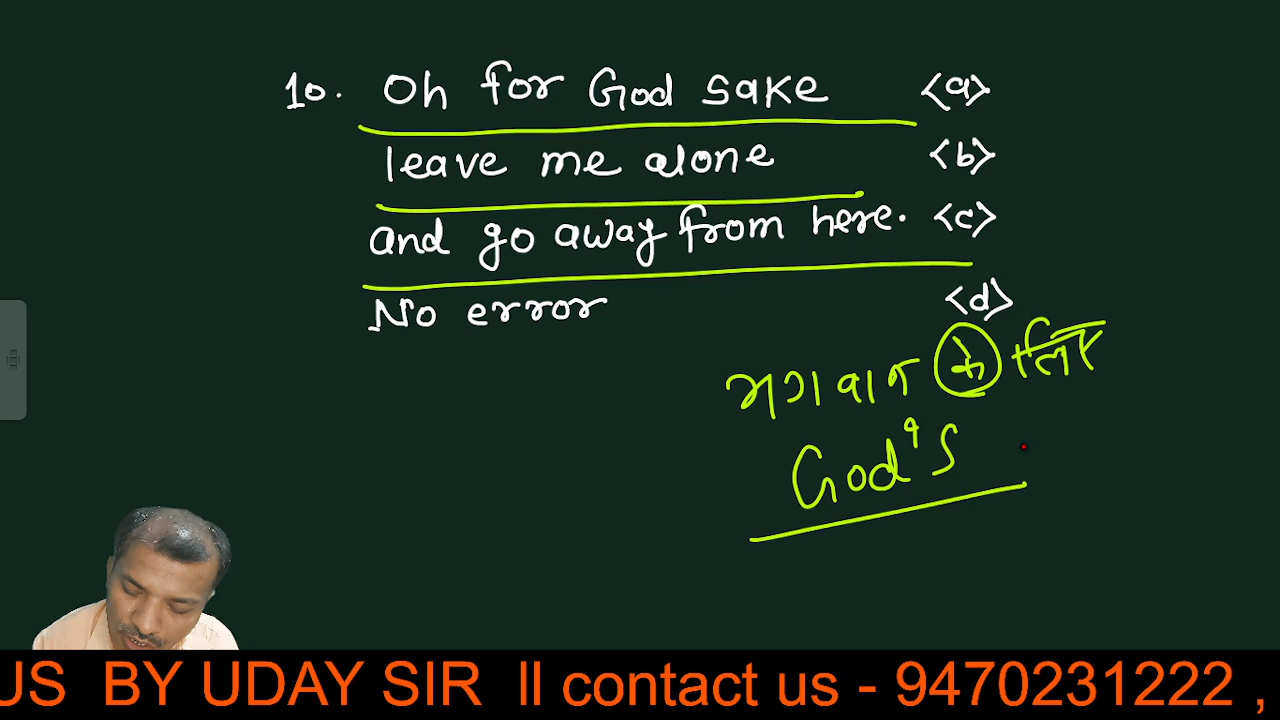 10. Oh for God sake <a>
leave me alone <b>
and go away from here. <c>
No error <d>
भगवान के लिए
God's
US BY UDAY SIR ll contact us - 9470231222 ,